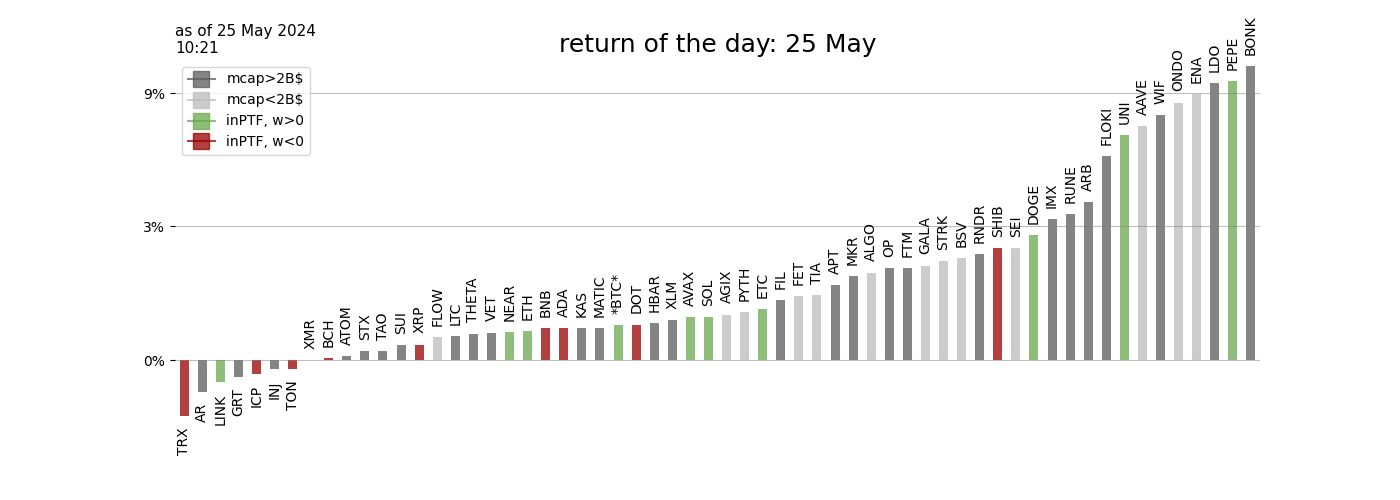 as of 25 May 2024
10:21
return of the day: 25 May
mcap>2B$
mcap<2B$
inPTF, w>0
inPTF, w<0
9%
3%
0%
TRX
AR
LINK
GRT
ICP
INJ
TON
XMR
BCH
ATOM
STX
TAO
SUI
XRP
FLOW
LTC
THETA
VET
NEAR
ETH
BNB
ADA
KAS
MATIC
*BTC*
DOT
HBAR
XLM
AVAX
SOL
AGIX
PYTH
ETC
FIL
FET
TIA
APT
MKR
ALGO
OP
FTM
GALA
STRK
BSV
RNDR
SHIB
SEI
DOGE
IMX
RUNE
ARB
FLOKI
UNI
AAVE
WIF
ONDO
ENA
LDO
PEPE
BONK